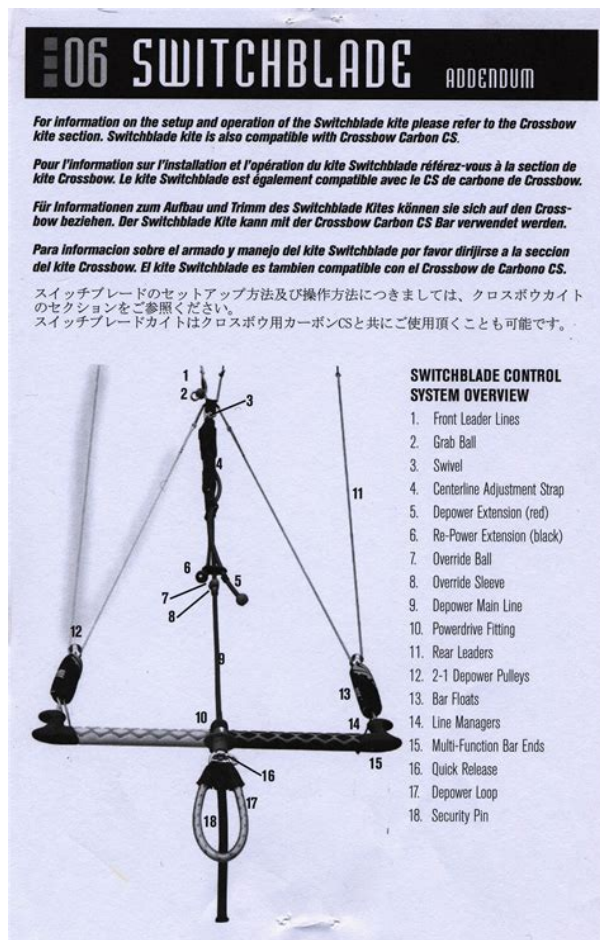 06 SWITCHBLADE ADDENDUM
For information on the setup and operation of the Switchblade kite please refer to the Crossbow
kite section. Switchblade kite is also compatible with Crossbow Carbon CS.
Pour l'information sur l'installation et l'opération du kite Switchblade référez-vous à la section de
kite Crossbow. Le kite Switchblade est également compatible avec le CS de carbone de Crossbow.
Für Informationen zum Aufbau und Trimm des Switchblade Kites können sie sich auf den Cross-
bow beziehen. Der Switchblade Kite kann mit der Crossbow Carbon CS Bar verwendet werden.
Para informacion sobre el armado y manejo del kite Switchblade por favor dirijirse a la seccion
del kite Crossbow. El kite Switchblade es tambien compatible con el Crossbow de Carbono CS.
スイッチブレードのセットアップ方法及び操作方法につきましては、クロスボウカイト
のセクションをご参照ください。
スイッチブレードカイトはクロスボウ用カーボンCSと共にご使用頂くことも可能です。
1
2
3
4
5
6
7
8
9
10
11
12
13
14
15
16
17
18
SWITCHBLADE CONTROL
SYSTEM OVERVIEW
1. Front Leader Lines
2. Grab Ball
3. Swivel
4. Centerline Adjustment Strap
5. Depower Extension (red)
6. Re-Power Extension (black)
7. Override Ball
8. Override Sleeve
9. Depower Main Line
10. Powerdrive Fitting
11. Rear Leaders
12. 2-1 Depower Pulleys
13. Bar Floats
14. Line Managers
15. Multi-Function Bar Ends
16. Quick Release
17. Depower Loop
18. Security Pin